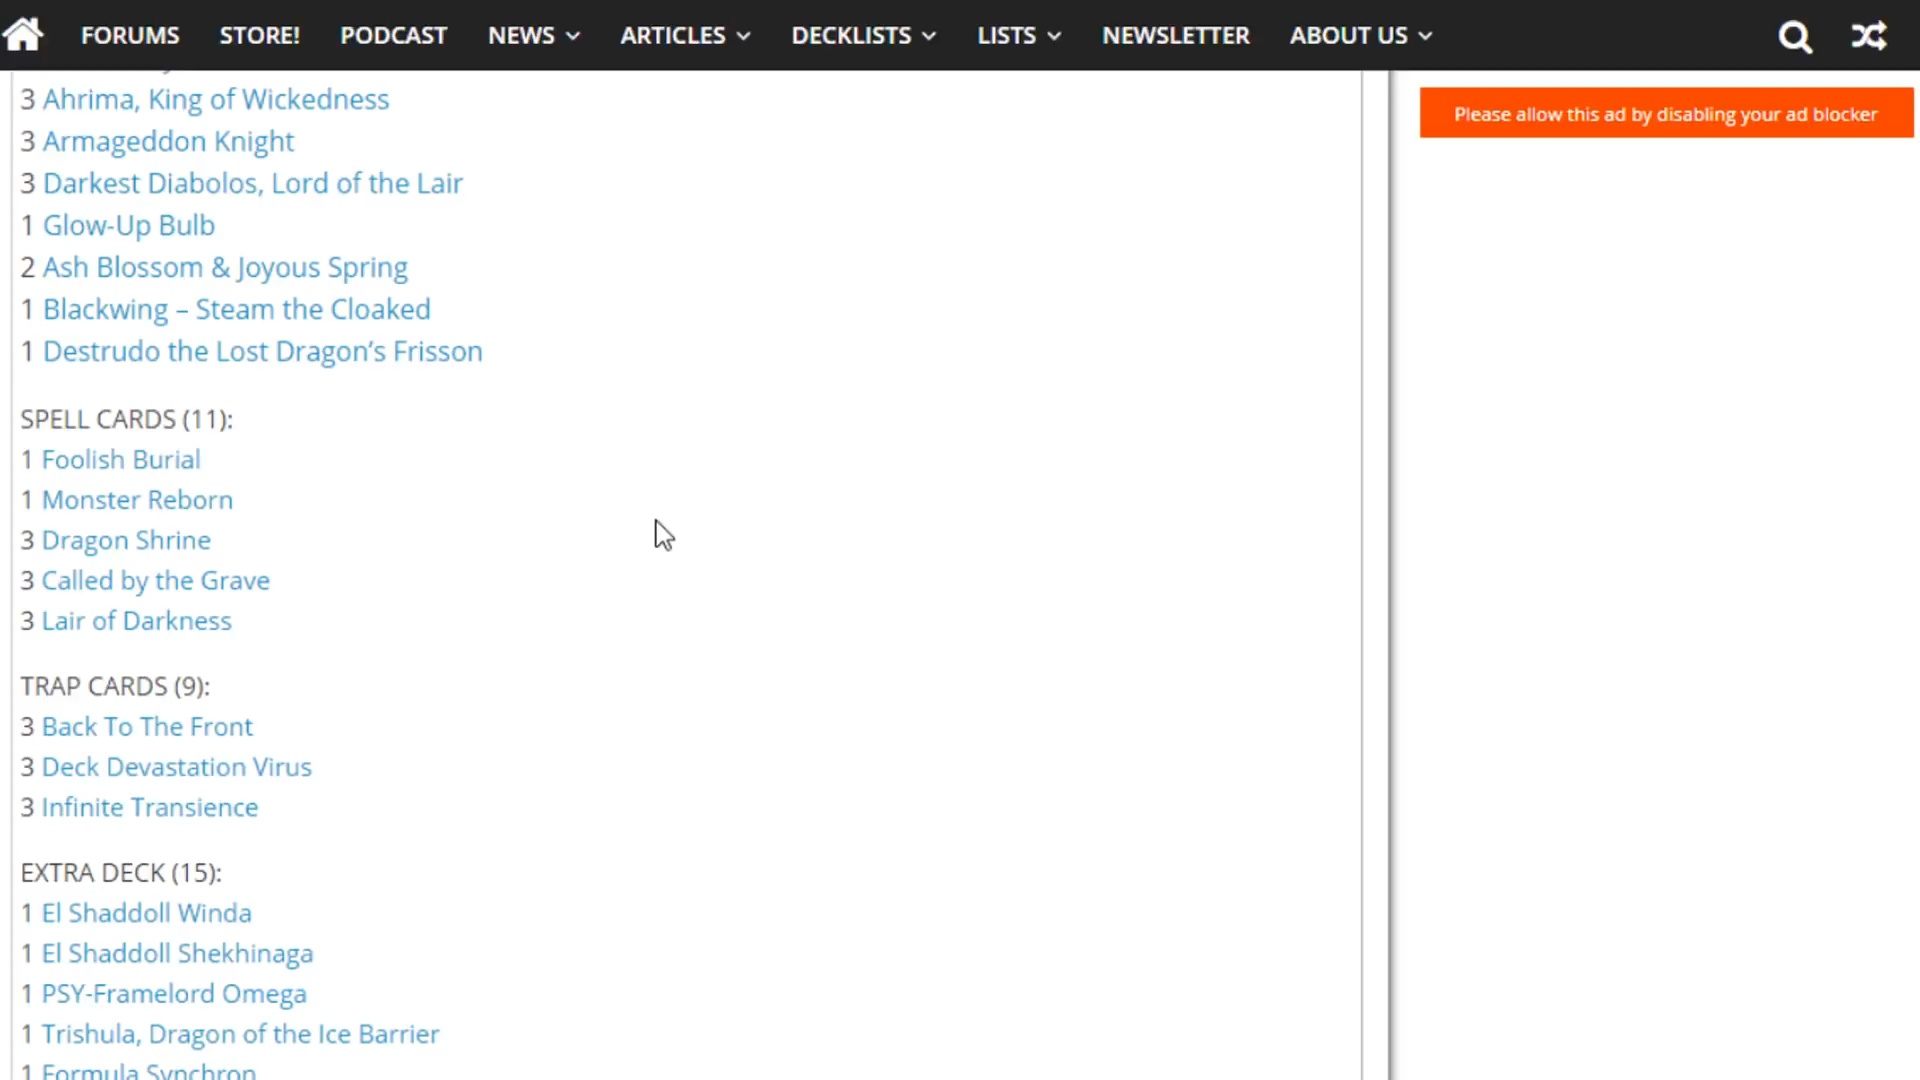 FORUMS STORE! PODCAST NEWS ARTICLES DECKLISTS LISTS NEWSLETTER ABOUT US
3 Ahrima, King of Wickedness
Please allow this ad by disabling your ad blocker
3 Armageddon Knight
3 Darkest Diabolos, Lord of the Lair
1 Glow-Up Bulb
2 Ash Blossom & Joyous Spring
1 Blackwing – Steam the Cloaked
1 Destrudo the Lost Dragon’s Frisson
SPELL CARDS (11):
1 Foolish Burial
1 Monster Reborn
3 Dragon Shrine
3 Called by the Grave
3 Lair of Darkness
TRAP CARDS (9):
3 Back To The Front
3 Deck Devastation Virus
3 Infinite Transience
EXTRA DECK (15):
1 El Shaddoll Winda
1 El Shaddoll Shekhinaga
1 PSY-Framelord Omega
1 Trishula, Dragon of the Ice Barrier
1 Formula Synchron